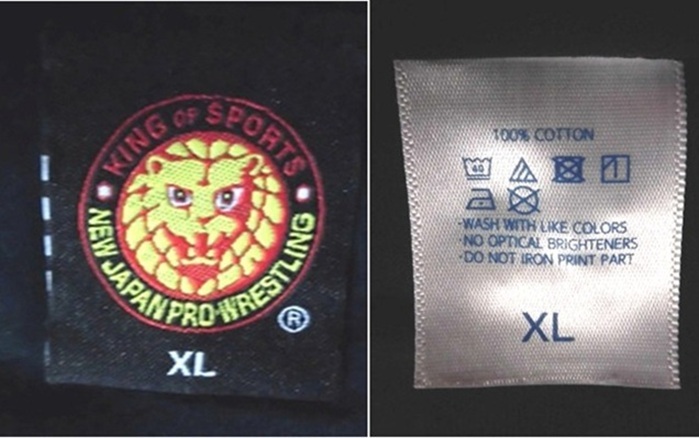 KING OF SPORTS
NEW JAPAN PRO-WRESTLING
®
XL
100% COTTON
40
·WASH WITH LIKE COLORS
·NO OPTICAL BRIGHTENERS
·DO NOT IRON PRINT PART
XL